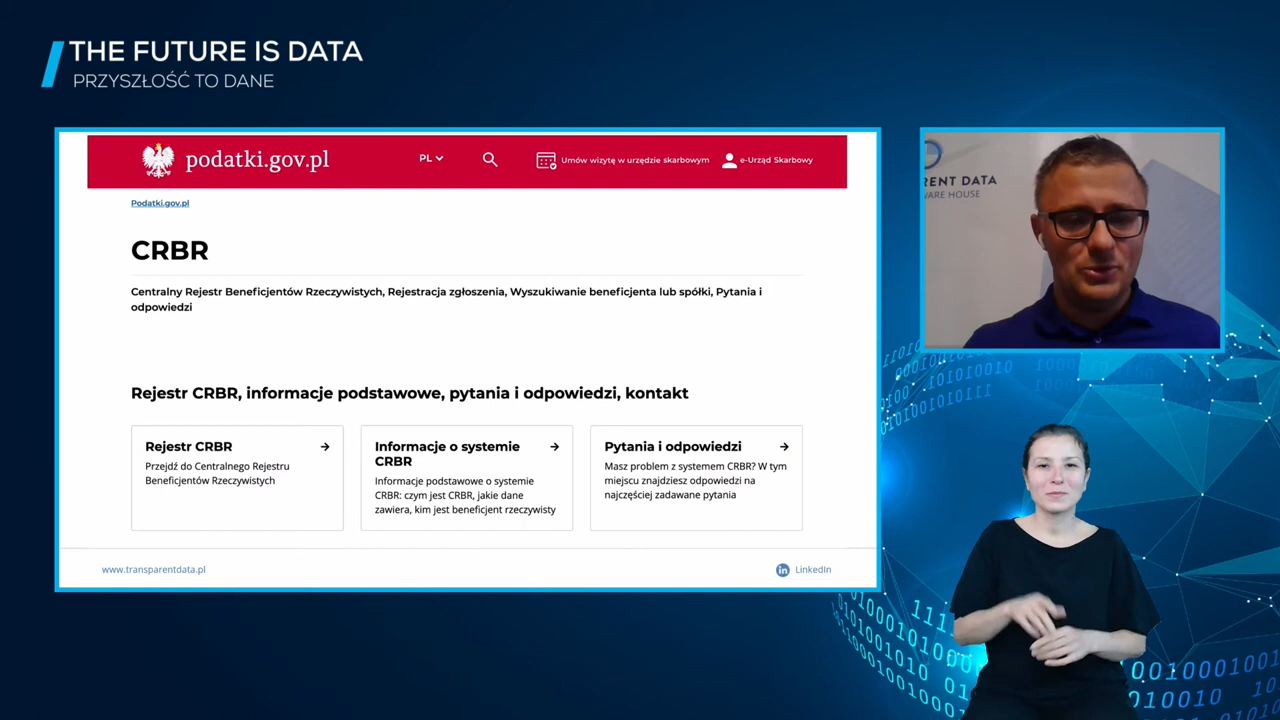 THE FUTURE IS DATA
PRZYSZŁOŚĆ TO DANE
podatki.gov.pl
PL
Umów wizytę w urzędzie skarbowym
e-Urząd Skarbowy
Podatki.gov.pl
CRBR
Centralny Rejestr Beneficjentów Rzeczywistych, Rejestracja zgłoszenia, Wyszukiwanie beneficjenta lub spółki, Pytania i
odpowiedzi
Rejestr CRBR, informacje podstawowe, pytania i odpowiedzi, kontakt
Rejestr CRBR
Przejdź do Centralnego Rejestru
Beneficjentów Rzeczywistych
Informacje o systemie
CRBR
Informacje podstawowe o systemie
CRBR: czym jest CRBR, jakie dane
zawiera, kim jest beneficjent rzeczywisty
Pytania i odpowiedzi
Masz problem z systemem CRBR? W tym
miejscu znajdziesz odpowiedzi na
najczęściej zadawane pytania
www.transparentdata.pl
in LinkedIn
RENT DATA
WARE HOUSE